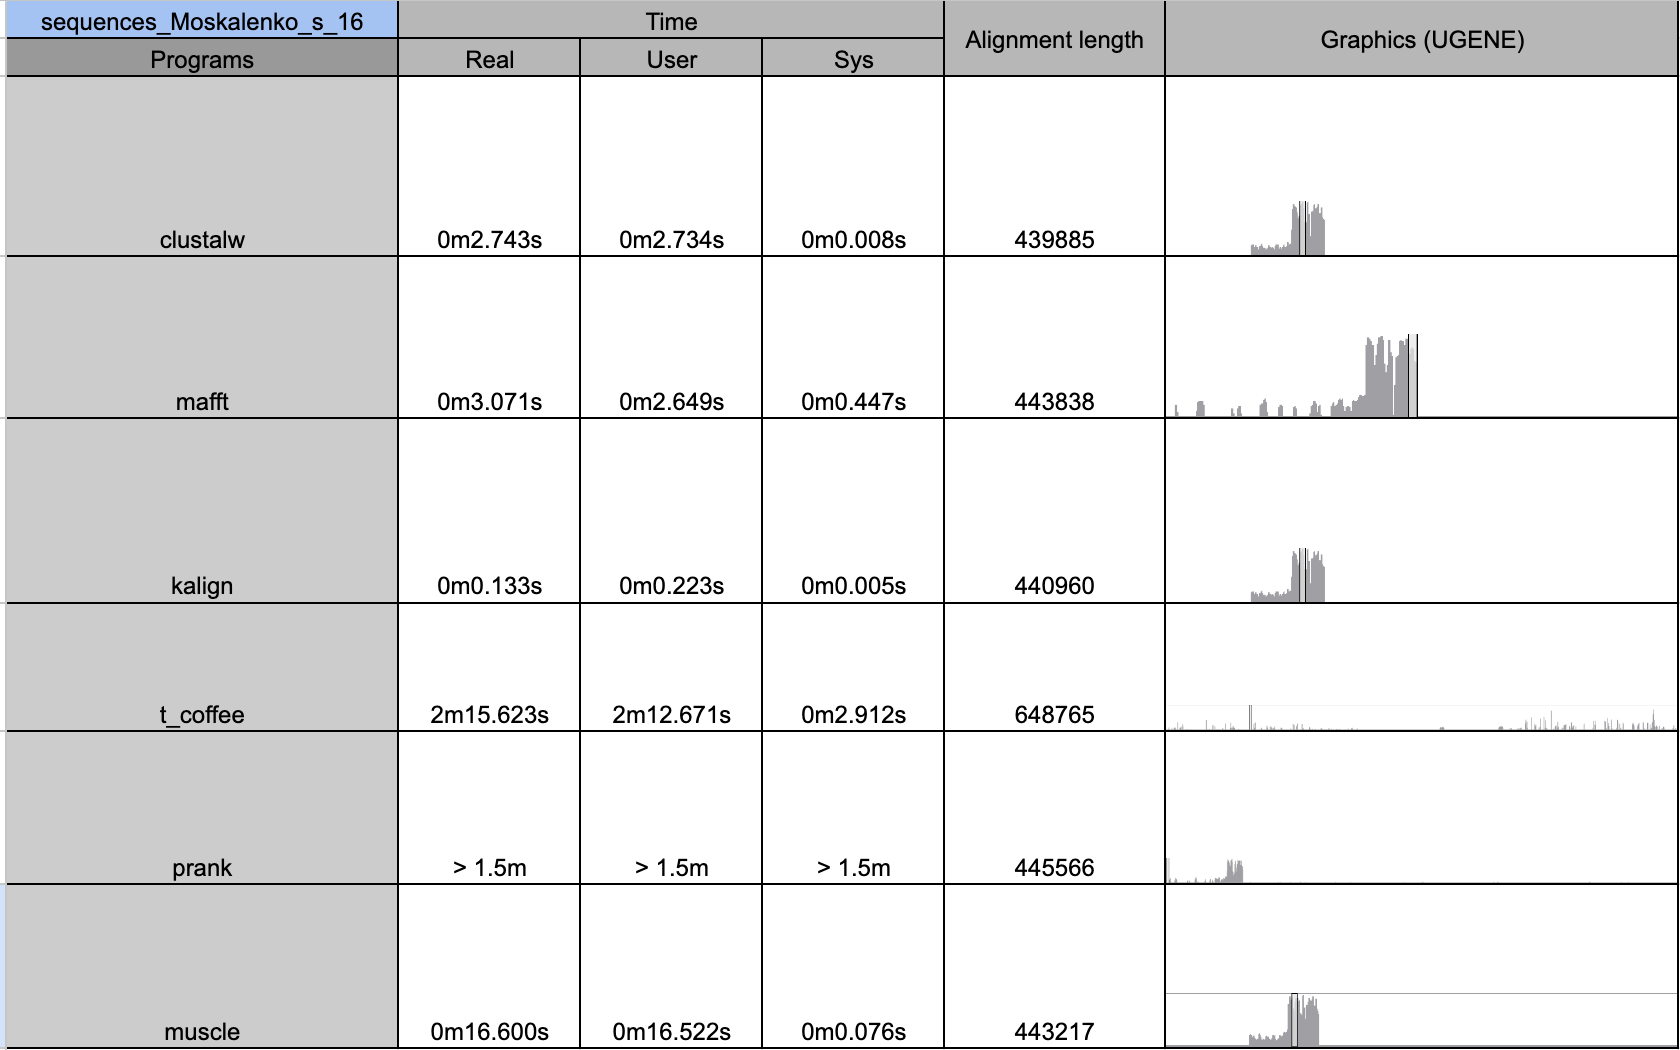 sequences_Moskalenko_s_16 Time Alignment length Graphics (UGENE)
Programs Real User Sys
clustalw 0m2.743s 0m2.734s 0m0.008s 439885
mafft 0m3.071s 0m2.649s 0m0.447s 443838
kalign 0m0.133s 0m0.223s 0m0.005s 440960
t_coffee 2m15.623s 2m12.671s 0m2.912s 648765
prank > 1.5m > 1.5m > 1.5m 445566
muscle 0m16.600s 0m16.522s 0m0.076s 443217